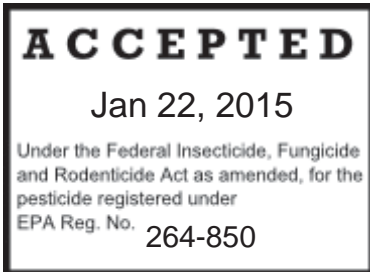 ACCEPTED
Jan 22, 2015
Under the Federal Insecticide, Fungicide
and Rodenticide Act as amended, for the
pesticide registered under
EPA Reg. No. 264-850